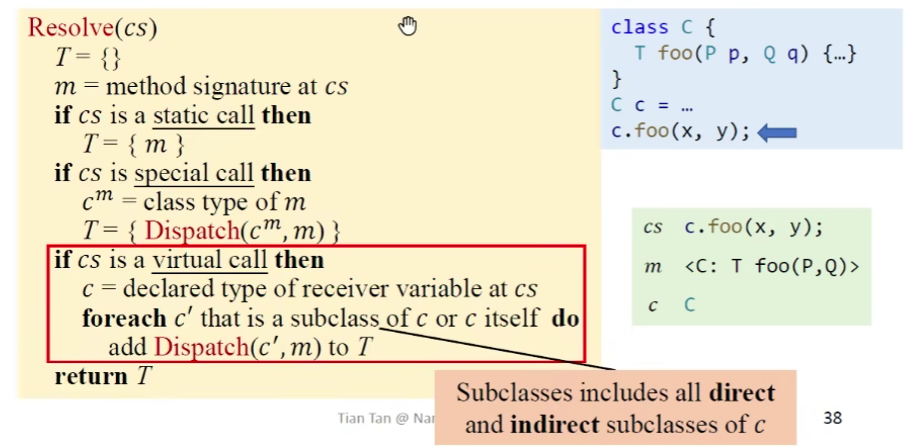 Resolve(cs)
T = {}
m = method signature at cs
if cs is a static call then
T = { m }
if cs is special call then
cᵐ = class type of m
T = { Dispatch(cᵐ, m) }
if cs is a virtual call then
c = declared type of receiver variable at cs
foreach c′ that is a subclass of c or c itself do
add Dispatch(c′, m) to T
return T
class C {
T foo(P p, Q q) {…}
}
C c = …
c.foo(x, y);
cs c.foo(x, y);
m <C: T foo(P,Q)>
c C
Subclasses includes all direct
and indirect subclasses of c
Tian Tan @
38